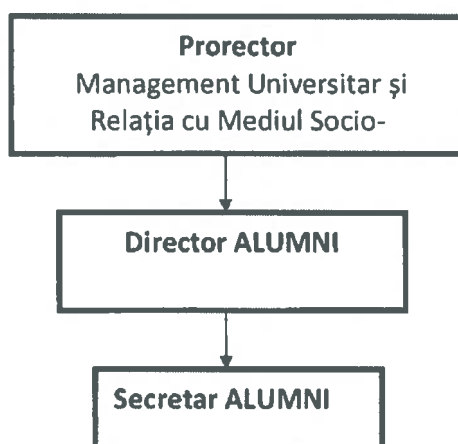 Prorector
Management Universitar și
Relația cu Mediul Socio-
Director ALUMNI
Secretar ALUMNI